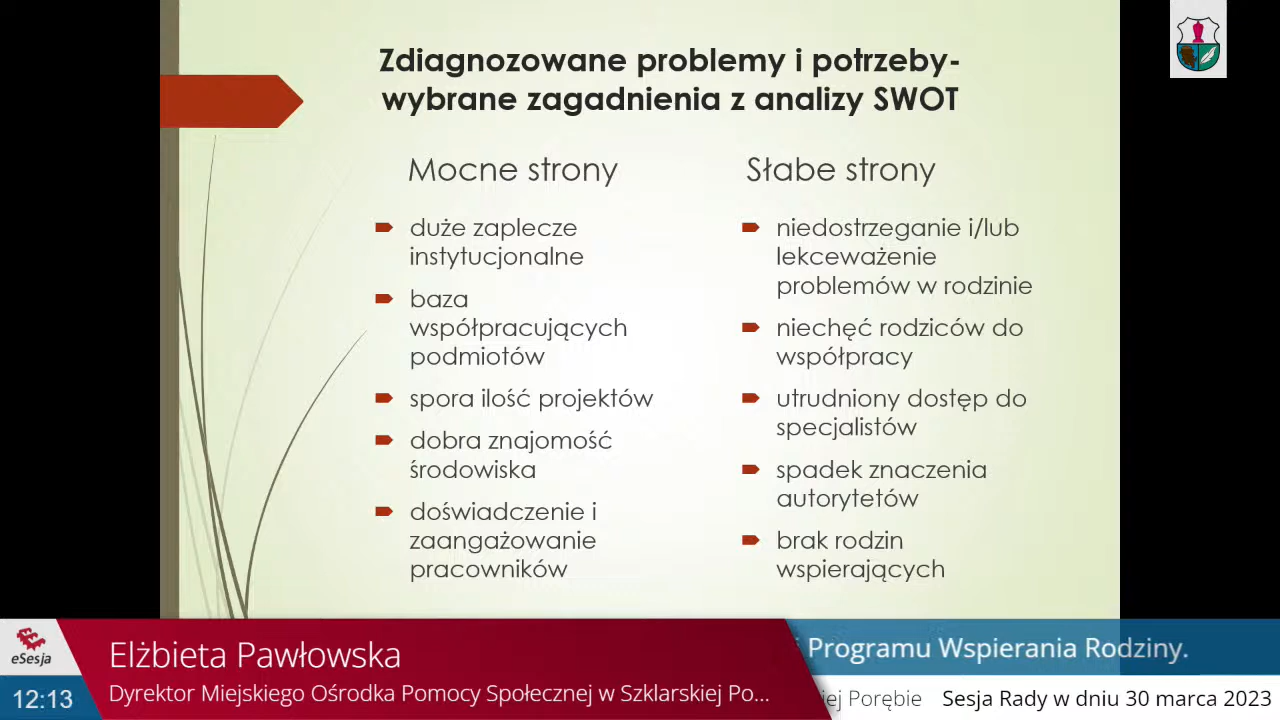 Zdiagnozowane problemy i potrzeby-
wybrane zagadnienia z analizy SWOT
Mocne strony
duże zaplecze
instytucjonalne
baza
współpracujących
podmiotów
spora ilość projektów
dobra znajomość
środowiska
doświadczenie i
zaangażowanie
pracowników
Słabe strony
niedostrzeganie i/lub
lekceważenie
problemów w rodzinie
niechęć rodziców do
współpracy
utrudniony dostęp do
specjalistów
spadek znaczenia
autorytetów
brak rodzin
wspierających
eSesja
12:13
Elżbieta Pawłowska
Dyrektor Miejskiego Ośrodka Pomocy Społecznej w Szklarskiej Po...
Programu Wspierania Rodziny.
ej Porębie Sesja Rady w dniu 30 marca 2023